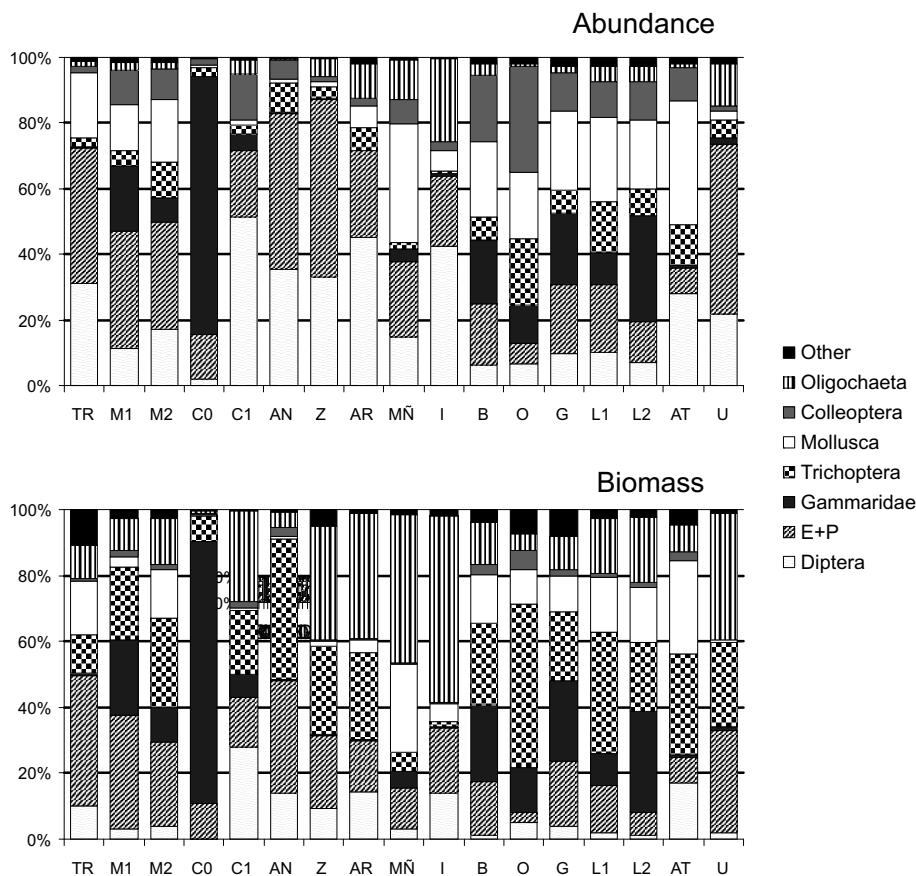 Abundance
100%
80%
60%
40%
20%
0%
TR M1 M2 C0 C1 AN Z AR MÑ I B O G L1 L2 AT U
Other
Oligochaeta
Colleoptera
Mollusca
Trichoptera
Gammaridae
E+P
Diptera
Biomass
100%
80%
60%
40%
20%
0%
TR M1 M2 C0 C1 AN Z AR MÑ I B O G L1 L2 AT U